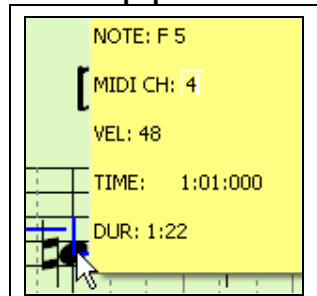 NOTE: F 5
MIDI CH: 4
VEL: 48
TIME: 1:01:000
DUR: 1:22